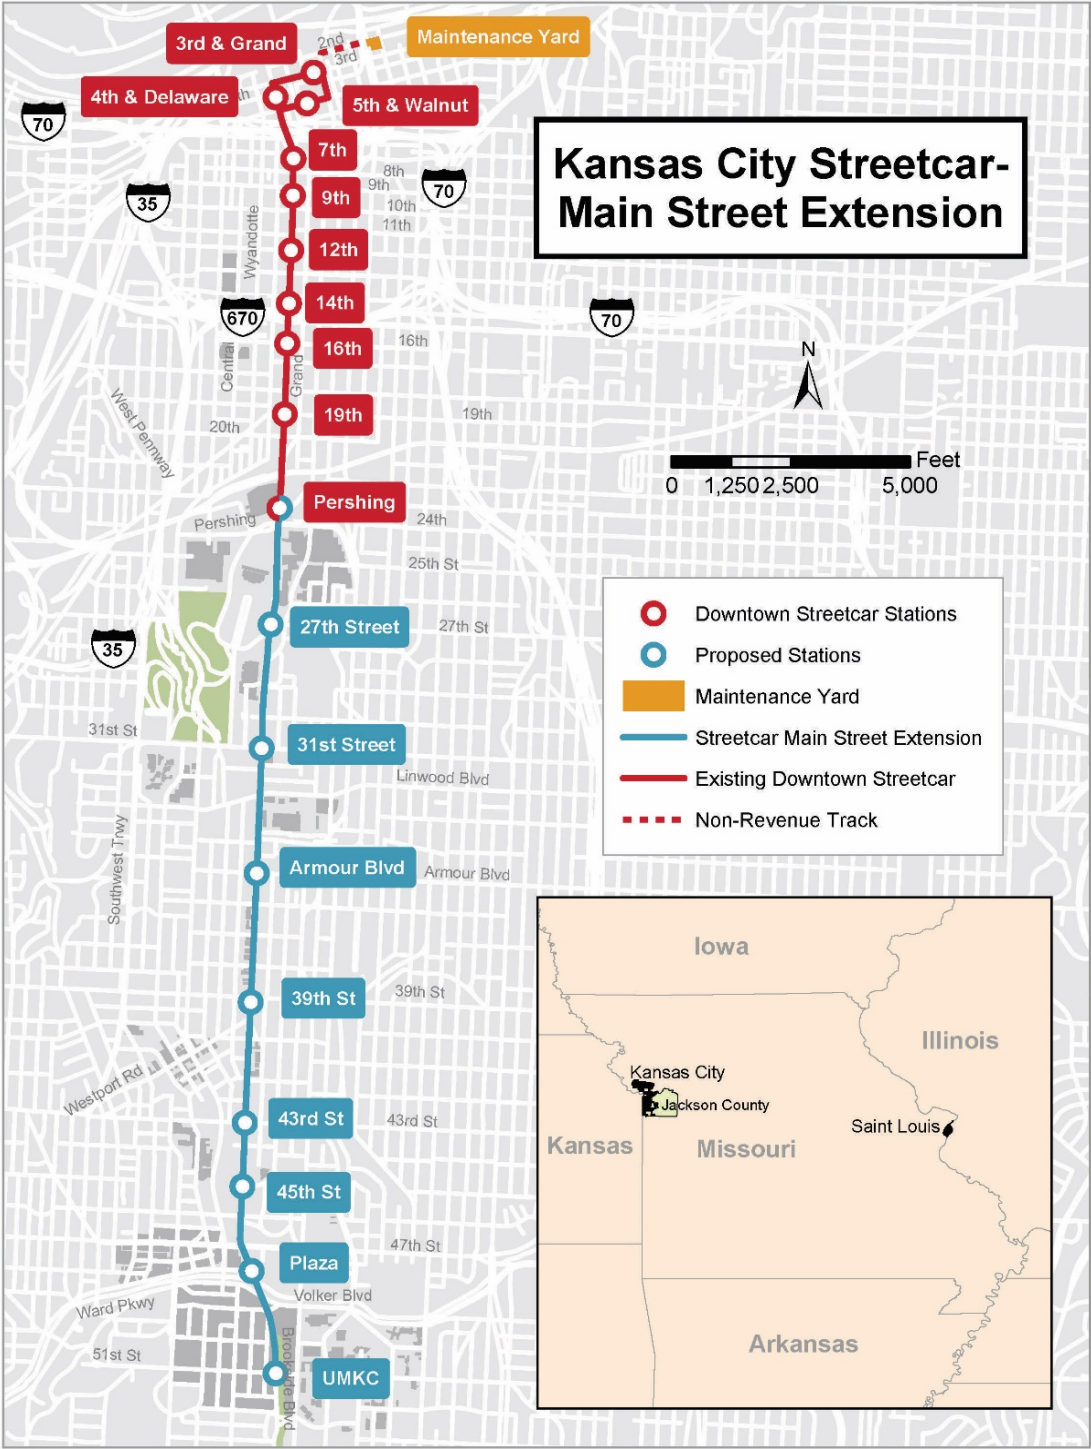 3rd & Grand
2nd
3rd
Maintenance Yard
4th & Delaware
th
5th & Walnut
70
7th
8th
9th
70
35
9th
10th
11th
Wyandotte
12th
14th
670
70
16th
16th
Central
Grand
West Pennway
19th
19th
20th
Kansas City Streetcar-
Main Street Extension
N
Feet
0 1,250 2,500 5,000
Pershing
Pershing
24th
25th St
27th Street
27th St
35
31st St
31st Street
Linwood Blvd
Southwest Trwy
Armour Blvd
Armour Blvd
39th St
39th St
Westport Rd
43rd St
43rd St
45th St
47th St
Plaza
Volker Blvd
Ward Pkwy
51st St
Brookside Blvd
UMKC
Downtown Streetcar Stations
Proposed Stations
Maintenance Yard
Streetcar Main Street Extension
Existing Downtown Streetcar
Non-Revenue Track
Iowa
Illinois
Kansas City
Jackson County
Saint Louis
Kansas
Missouri
Arkansas